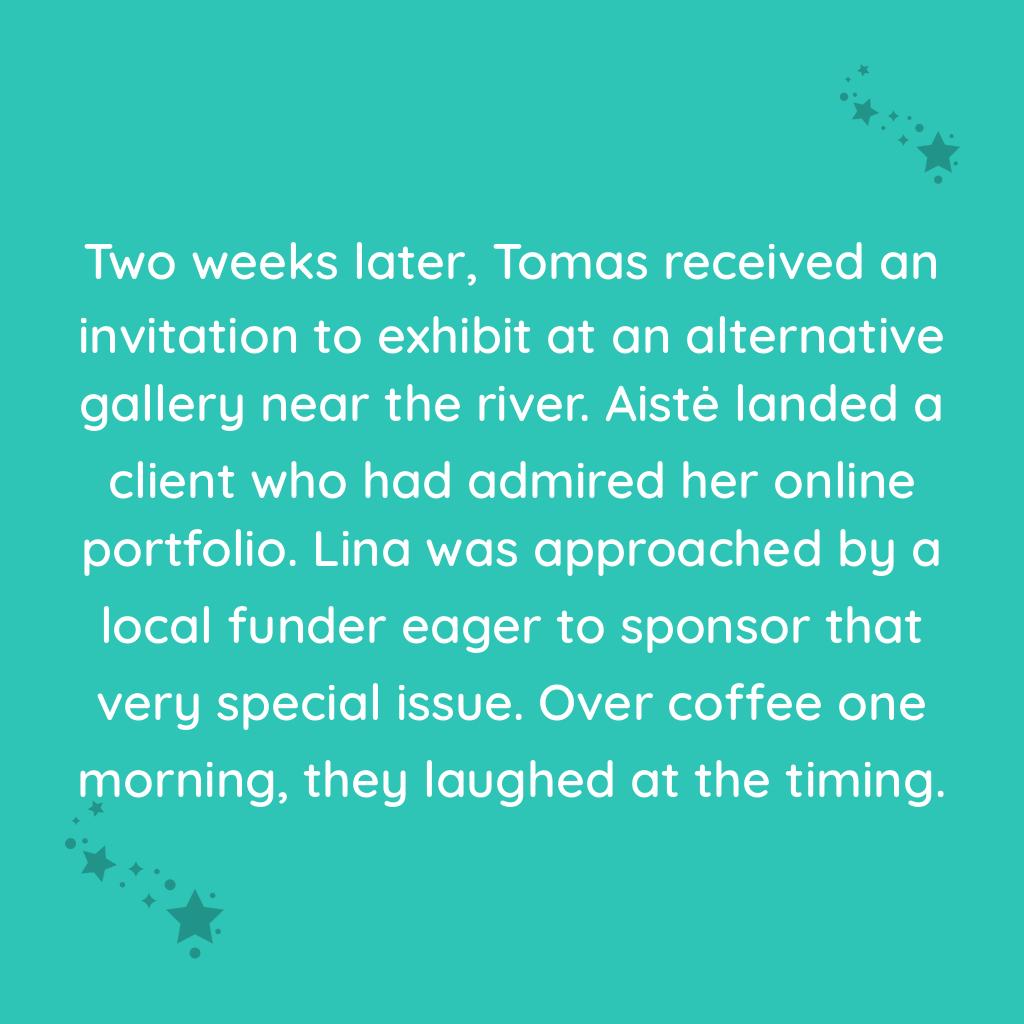 Two weeks later, Tomas received an
invitation to exhibit at an alternative
gallery near the river. Aistė landed a
client who had admired her online
portfolio. Lina was approached by a
local funder eager to sponsor that
very special issue. Over coffee one
morning, they laughed at the timing.